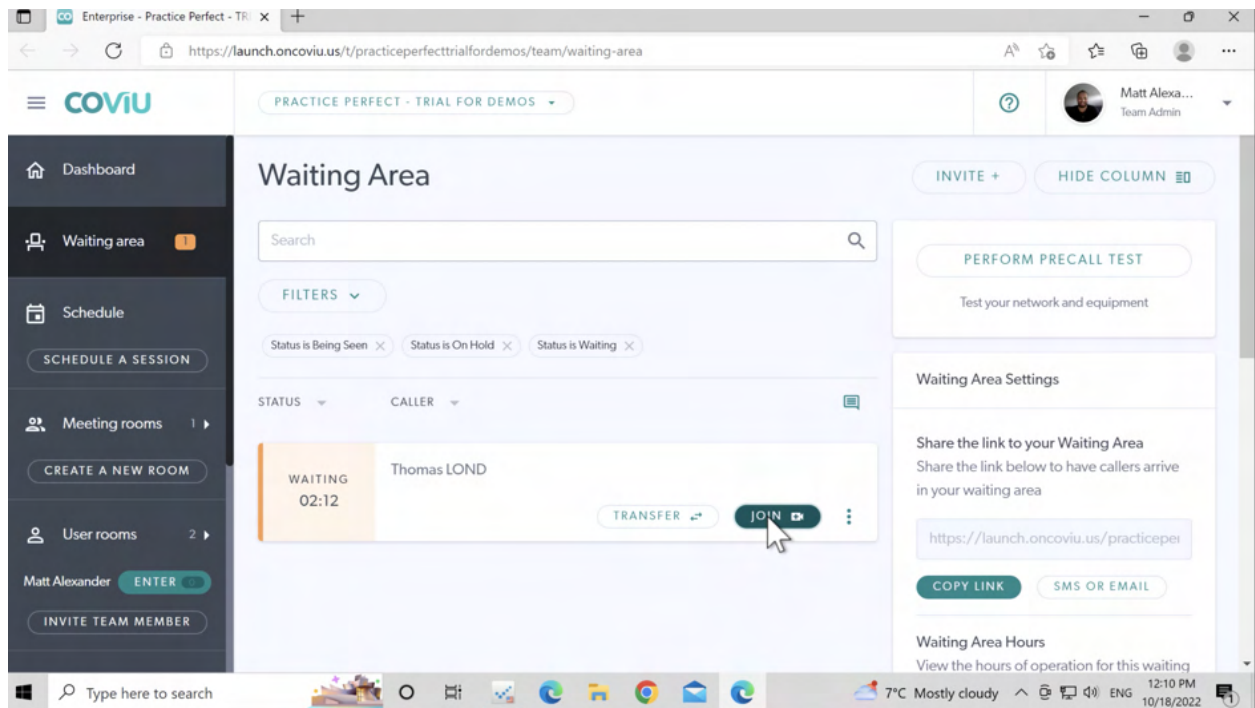 Enterprise - Practice Perfect - TRI
https://launch.oncoviu.us/t/practiceperfecttrialfordemos/team/waiting-area
COViU
PRACTICE PERFECT - TRIAL FOR DEMOS
Matt Alexa...
Team Admin
Dashboard
Waiting area 1
Schedule
SCHEDULE A SESSION
Meeting rooms 1
CREATE A NEW ROOM
User rooms 2
Matt Alexander ENTER
INVITE TEAM MEMBER
Waiting Area
INVITE +
HIDE COLUMN
Search
FILTERS
Status is Being Seen
Status is On Hold
Status is Waiting
STATUS
CALLER
WAITING
02:12
Thomas LOND
TRANSFER
JOIN
PERFORM PRECALL TEST
Test your network and equipment
Waiting Area Settings
Share the link to your Waiting Area
Share the link below to have callers arrive
in your waiting area
https://launch.oncoviu.us/practiceper
COPY LINK
SMS OR EMAIL
Waiting Area Hours
View the hours of operation for this waiting
Type here to search
7°C Mostly cloudy
ENG
12:10 PM
10/18/2022
1